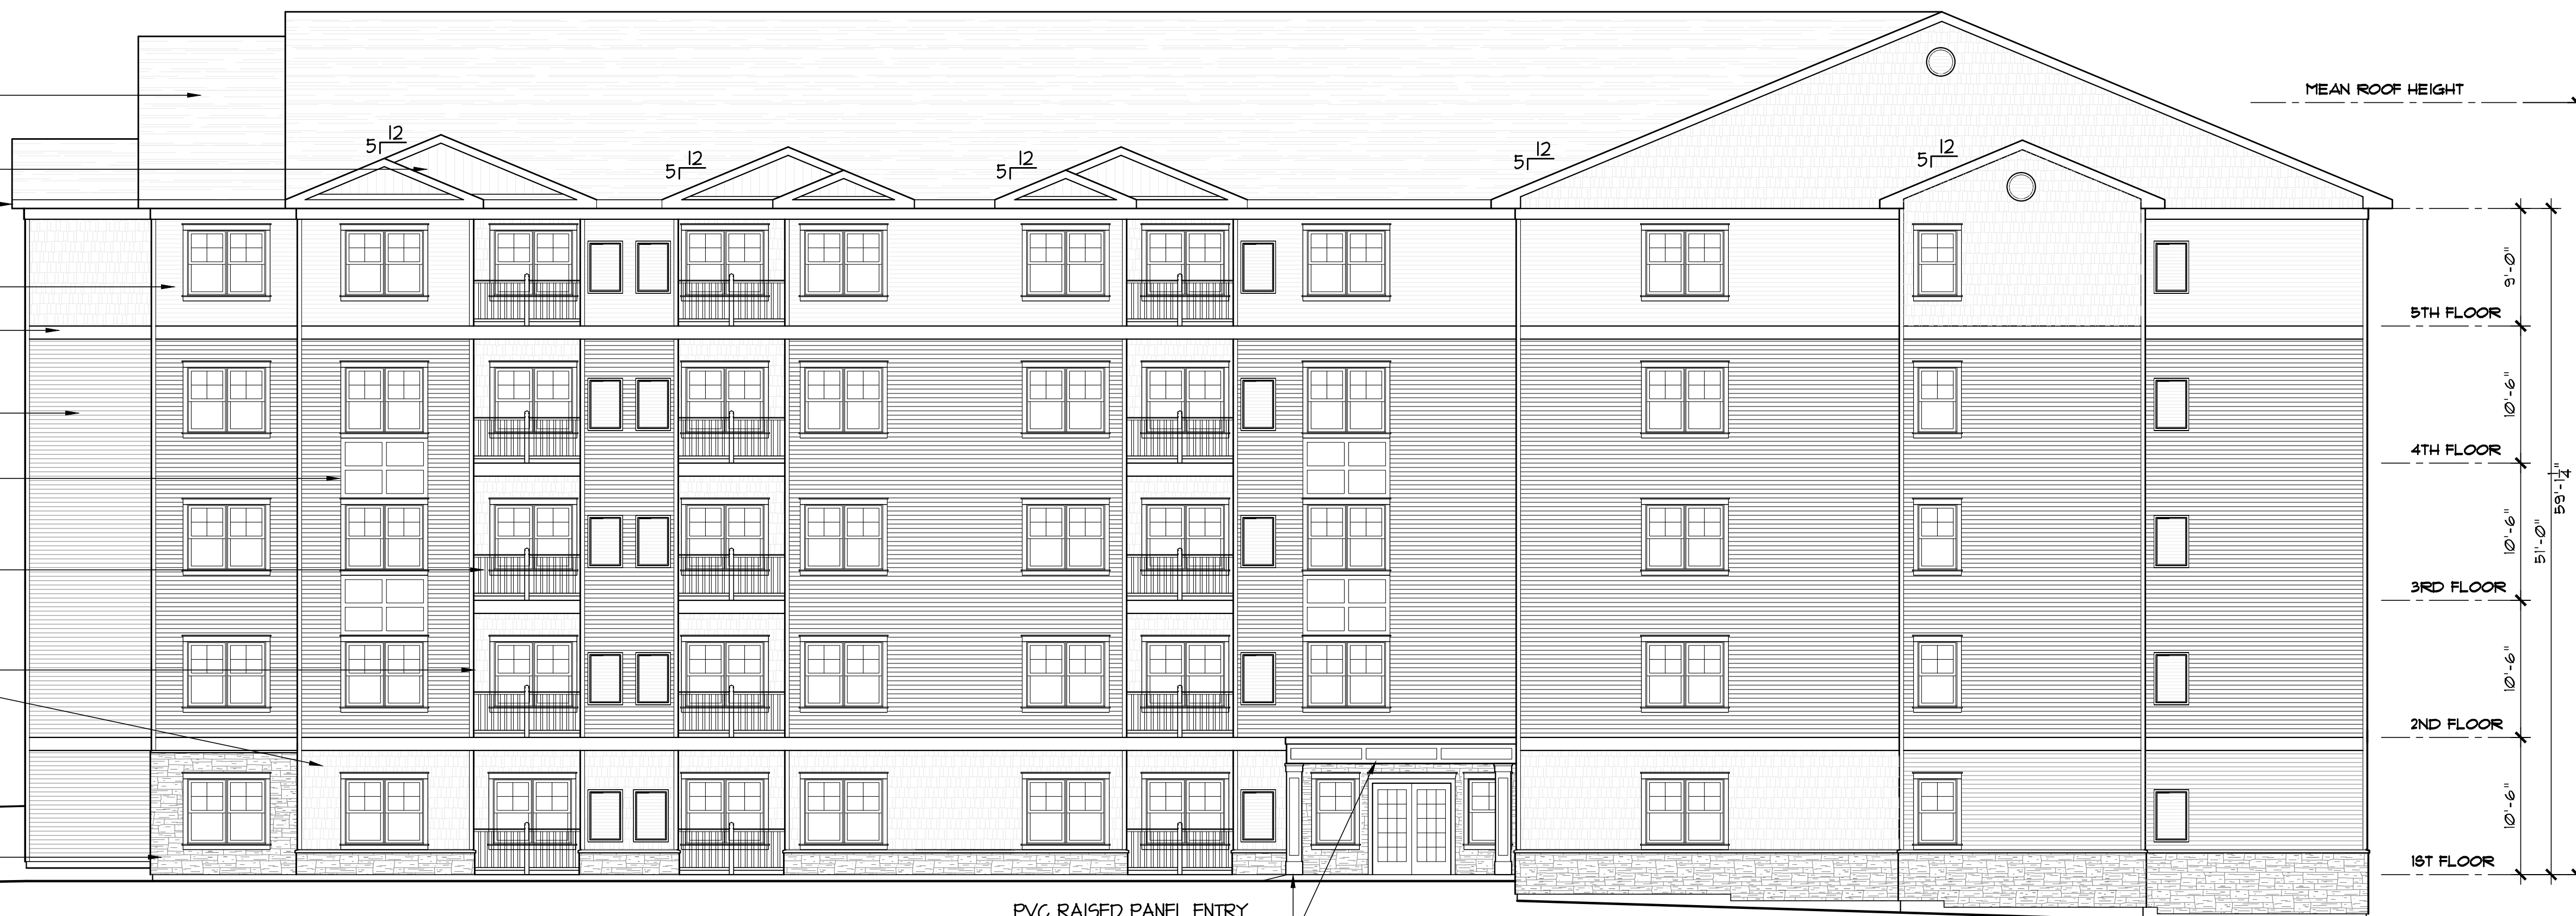 MEAN ROOF HEIGHT
12
5
12
5
12
5
12
5
12
5
9'-0"
5TH FLOOR
10'-6"
4TH FLOOR
59'-1 1/4"
10'-6"
51'-0"
3RD FLOOR
10'-6"
2ND FLOOR
10'-6"
1ST FLOOR
PVC RAISED PANEL ENTRY